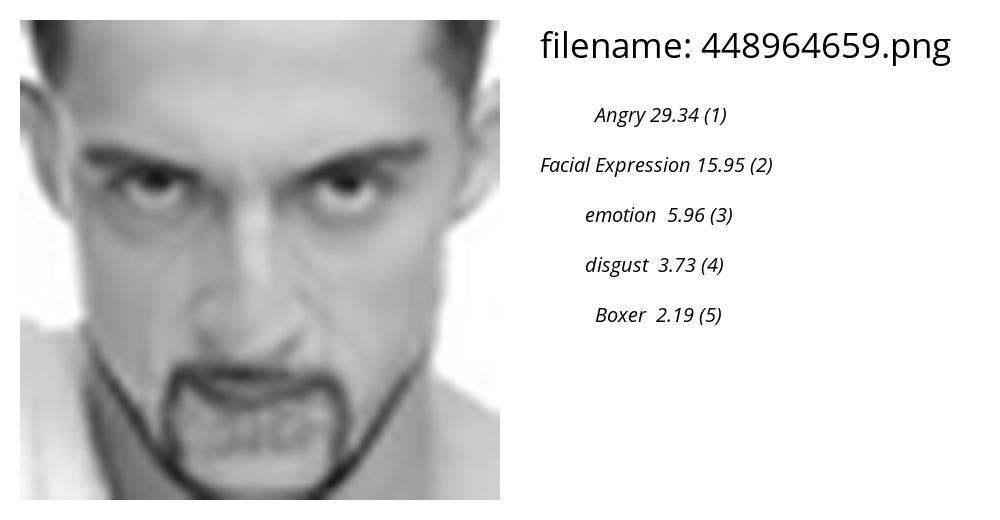 filename: 448964659.png
Angry 29.34 (1)
Facial Expression 15.95 (2)
emotion 5.96 (3)
disgust 3.73 (4)
Boxer 2.19 (5)